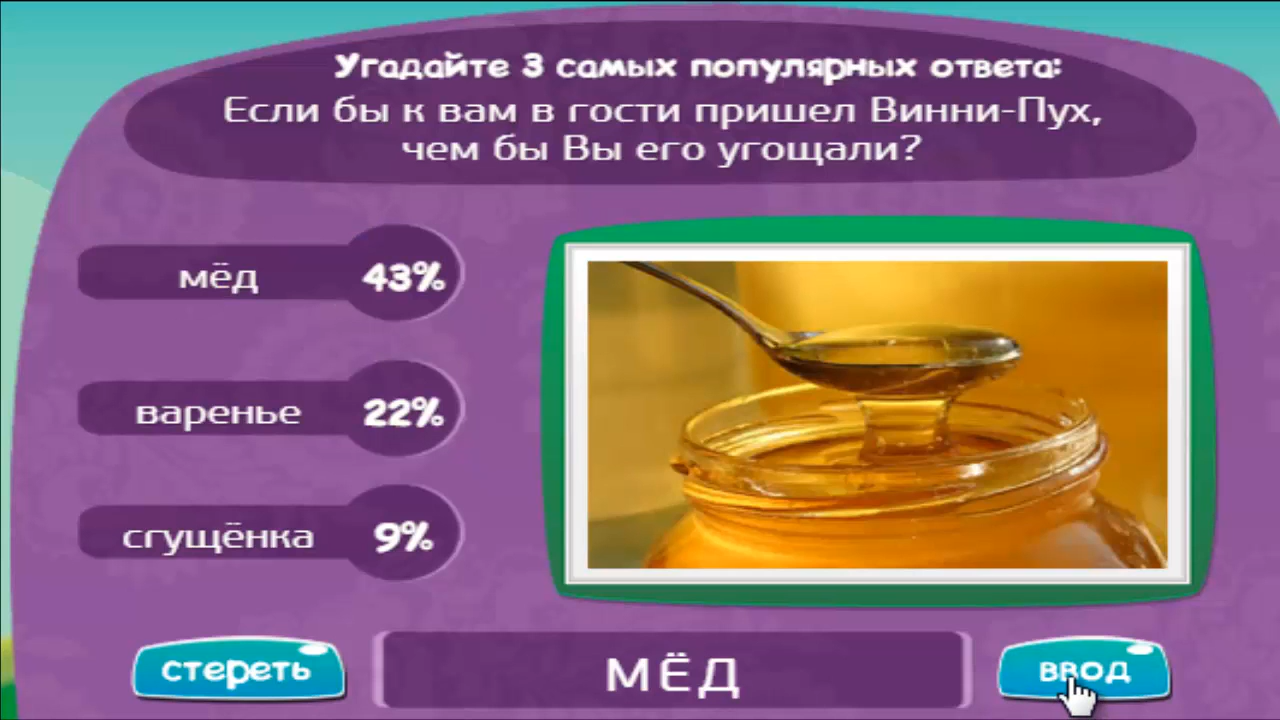 Угадайте 3 самых популярных ответа:
Если бы к вам в гости пришел Винни-Пух,
чем бы Вы его угощали?
мёд 43%
варенье 22%
сгущёнка 9%
стереть МЁД ввод